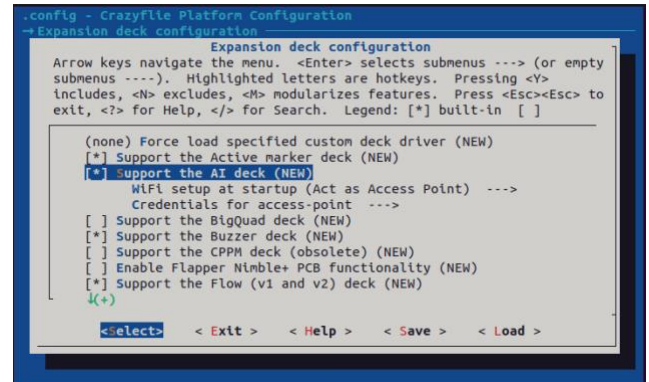 .config - Crazyflie Platform Configuration
→ Expansion deck configuration
Expansion deck configuration
Arrow keys navigate the menu. <Enter> selects submenus ---> (or empty
submenus ----). Highlighted letters are hotkeys. Pressing <Y>
includes, <N> excludes, <M> modularizes features. Press <Esc><Esc> to
exit, <?> for Help, </> for Search. Legend: [*] built-in [ ]
(none) Force load specified custom deck driver (NEW)
[*] Support the Active marker deck (NEW)
[*] Support the AI deck (NEW)
WiFi setup at startup (Act as Access Point) --->
Credentials for access-point --->
[ ] Support the BigQuad deck (NEW)
[*] Support the Buzzer deck (NEW)
[ ] Support the CPPM deck (obsolete) (NEW)
[ ] Enable Flapper Nimble+ PCB functionality (NEW)
[*] Support the Flow (v1 and v2) deck (NEW)
↓(+)
<Select> < Exit > < Help > < Save > < Load >